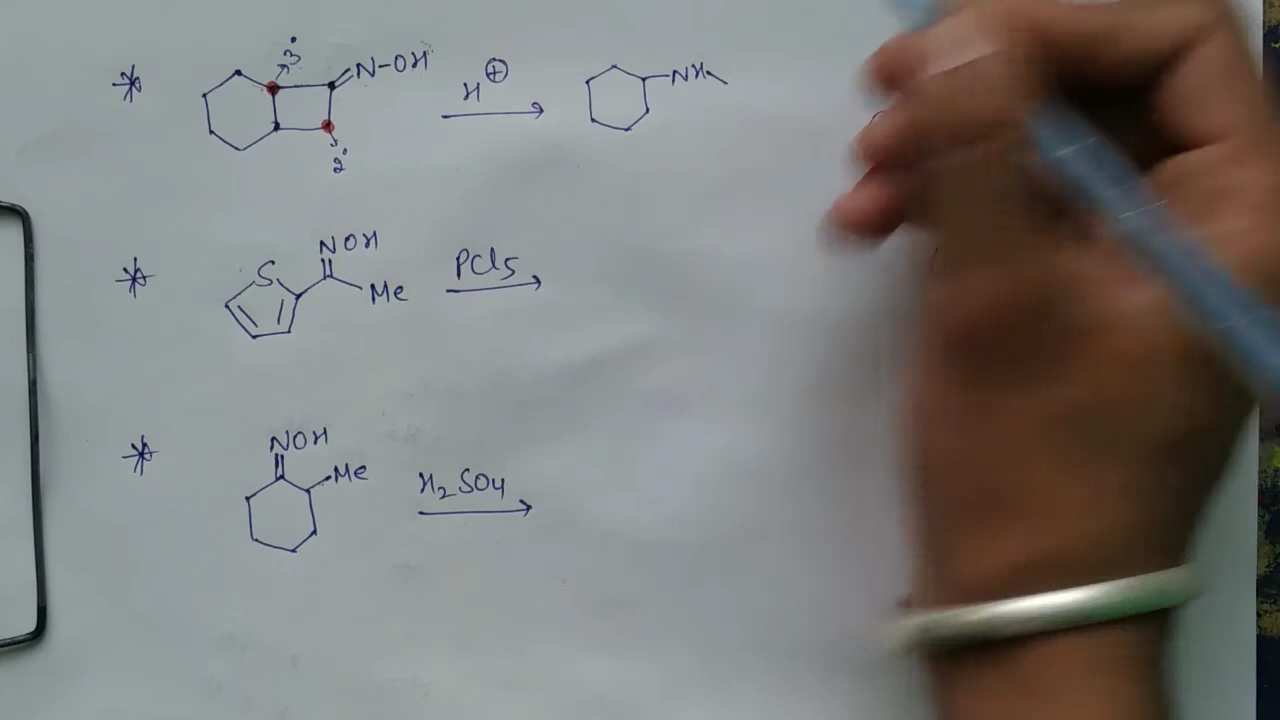 * 3° N-OH H⊕ NH
2°
* S NOH Me PCl5
* NOH Me H2SO4